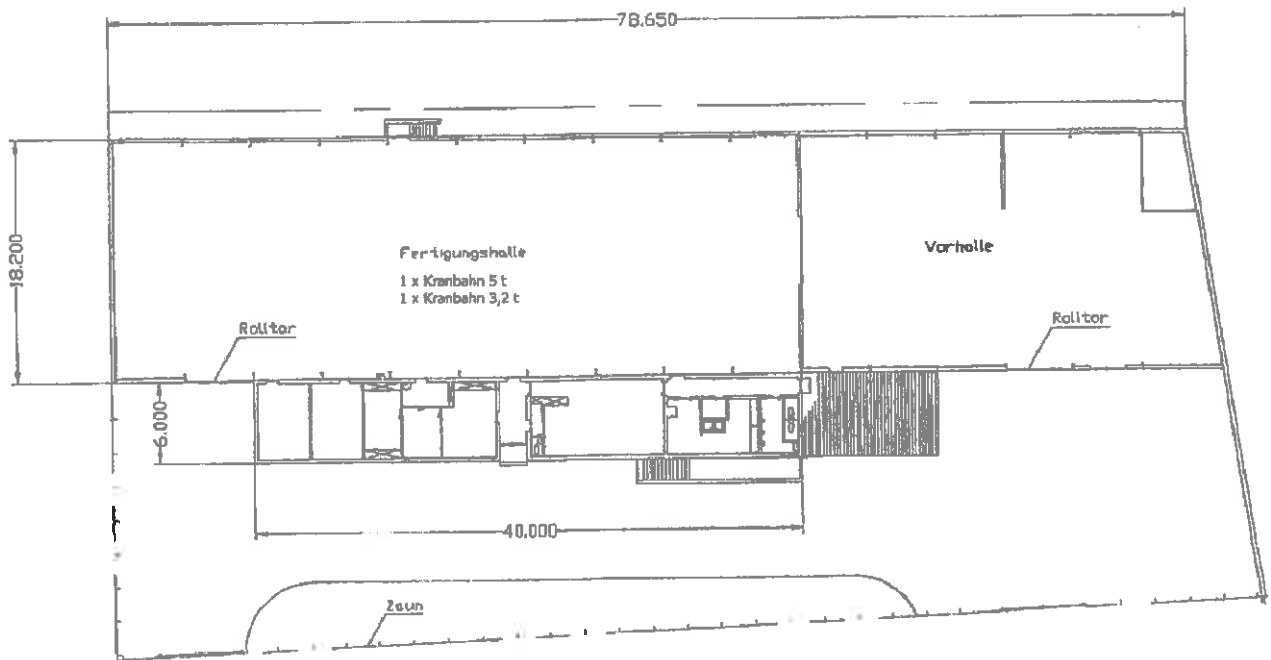 78.650
18.200
Fertigungshalle
1 x Kranbahn 5 t
1 x Kranbahn 3,2 t
Vorhalle
Rolltor
Rolltor
6.000
40.000
Zaun